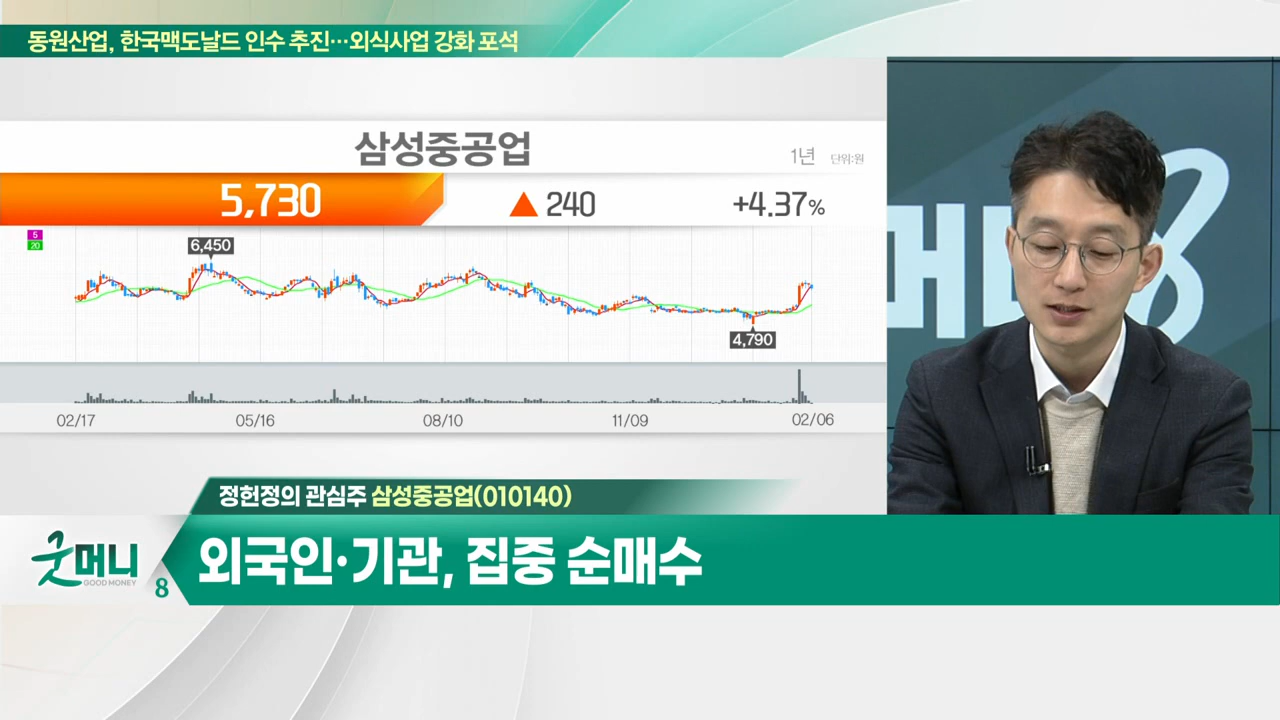 동원산업, 한국맥도날드 인수 추진…외식사업 강화 포석
삼성중공업
1년 단위:원
5,730 ▲ 240 +4.37%
5
20
6,450
4,790
02/17 05/16 08/10 11/09 02/06
머니
정헌정의 관심주 삼성중공업(010140)
굿머니
GOOD MONEY
8
외국인·기관, 집중 순매수